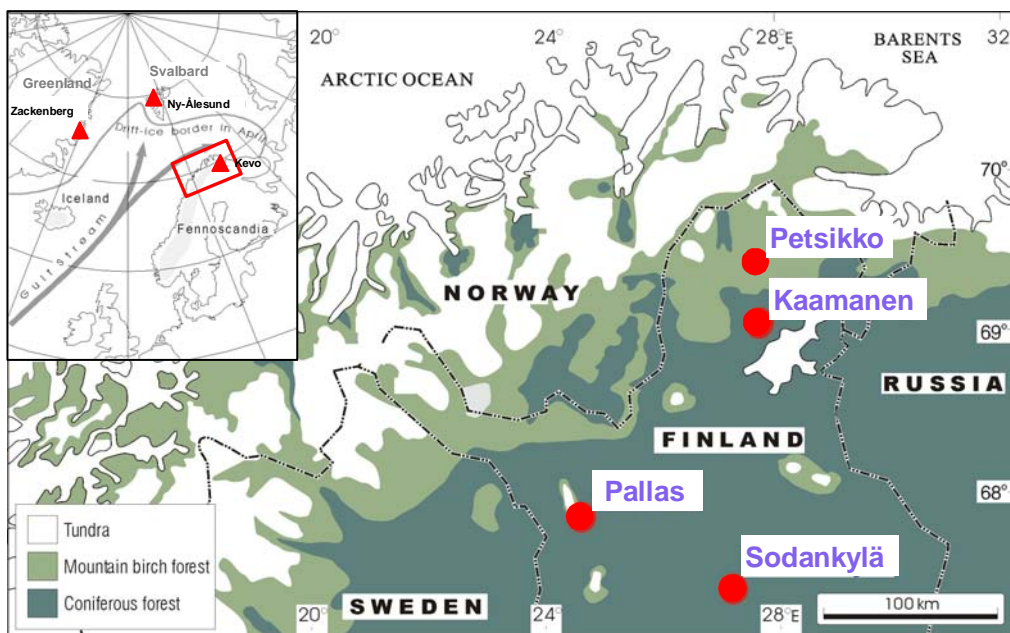 Greenland
Svalbard
Zackenberg
Ny-Ålesund
Drift-ice border in April
Kevo
Iceland
Fennoscandia
Gulf Stream
20°
24°
28°E
32
ARCTIC OCEAN
BARENTS
SEA
70°
Petsikko
NORWAY
Kaamanen
69°
RUSSIA
FINLAND
Pallas
68°
Sodankylä
Tundra
Mountain birch forest
Coniferous forest
20°
SWEDEN
24°
28°E
100 km